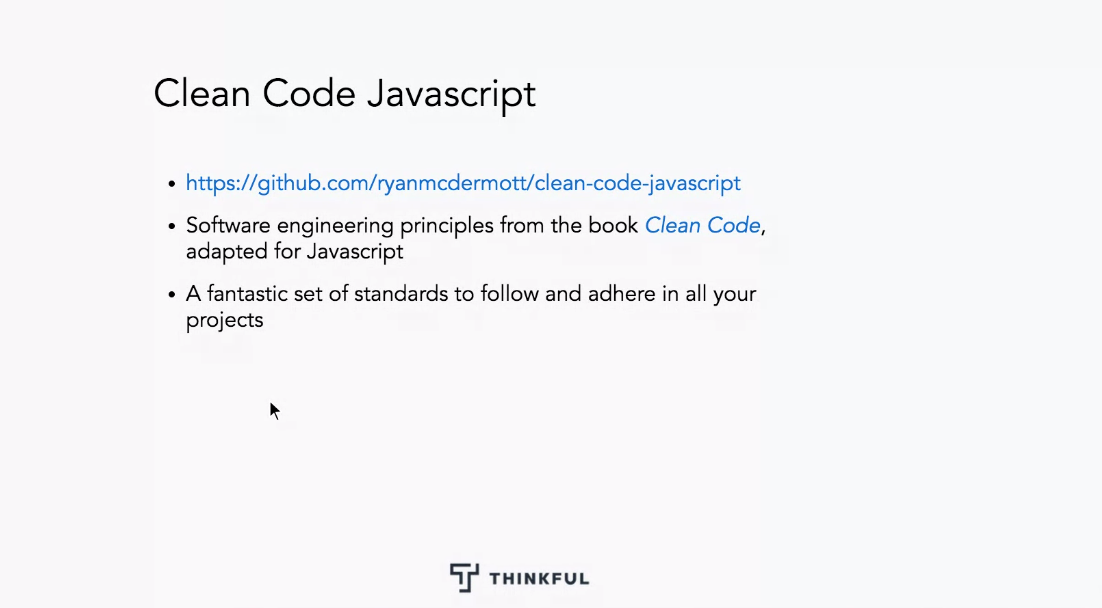 Clean Code Javascript
• https://github.com/ryanmcdermott/clean-code-javascript
• Software engineering principles from the book Clean Code,
adapted for Javascript
• A fantastic set of standards to follow and adhere in all your
projects
THINKFUL